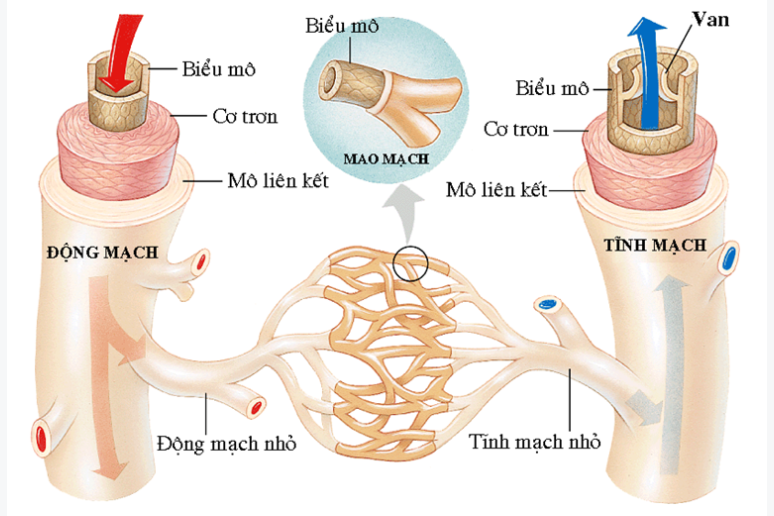 Biểu mô
Cơ trơn
Mô liên kết
ĐỘNG MẠCH
Động mạch nhỏ
Biểu mô
MAO MẠCH
Van
Biểu mô
Cơ trơn
Mô liên kết
TĨNH MẠCH
Tĩnh mạch nhỏ